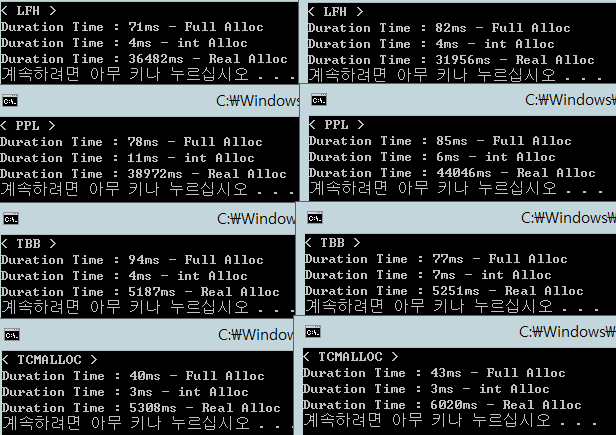 < LFH >
Duration Time : 71ms - Full Alloc
Duration Time : 4ms - int Alloc
Duration Time : 36482ms - Real Alloc
계속하려면 아무 키나 누르십시오 . . .
< LFH >
Duration Time : 82ms - Full Alloc
Duration Time : 4ms - int Alloc
Duration Time : 31956ms - Real Alloc
계속하려면 아무 키나 누르십시오 . . .
C:₩Windows
< PPL >
Duration Time : 78ms - Full Alloc
Duration Time : 11ms - int Alloc
Duration Time : 38972ms - Real Alloc
계속하려면 아무 키나 누르십시오 . . .
C:₩Windows₩
< PPL >
Duration Time : 85ms - Full Alloc
Duration Time : 6ms - int Alloc
Duration Time : 44046ms - Real Alloc
계속하려면 아무 키나 누르십시오 . . .
C:₩Window
< TBB >
Duration Time : 94ms - Full Alloc
Duration Time : 4ms - int Alloc
Duration Time : 5187ms - Real Alloc
계속하려면 아무 키나 누르십시오 . . .
C:₩Windows₩
< TBB >
Duration Time : 77ms - Full Alloc
Duration Time : 7ms - int Alloc
Duration Time : 5251ms - Real Alloc
계속하려면 아무 키나 누르십시오 . . .
C:₩Window
< TCMALLOC >
Duration Time : 40ms - Full Alloc
Duration Time : 3ms - int Alloc
Duration Time : 5308ms - Real Alloc
계속하려면 아무 키나 누르십시오 . . .
C:₩Windows₩
< TCMALLOC >
Duration Time : 43ms - Full Alloc
Duration Time : 3ms - int Alloc
Duration Time : 6020ms - Real Alloc
계속하려면 아무 키나 누르십시오 . . .